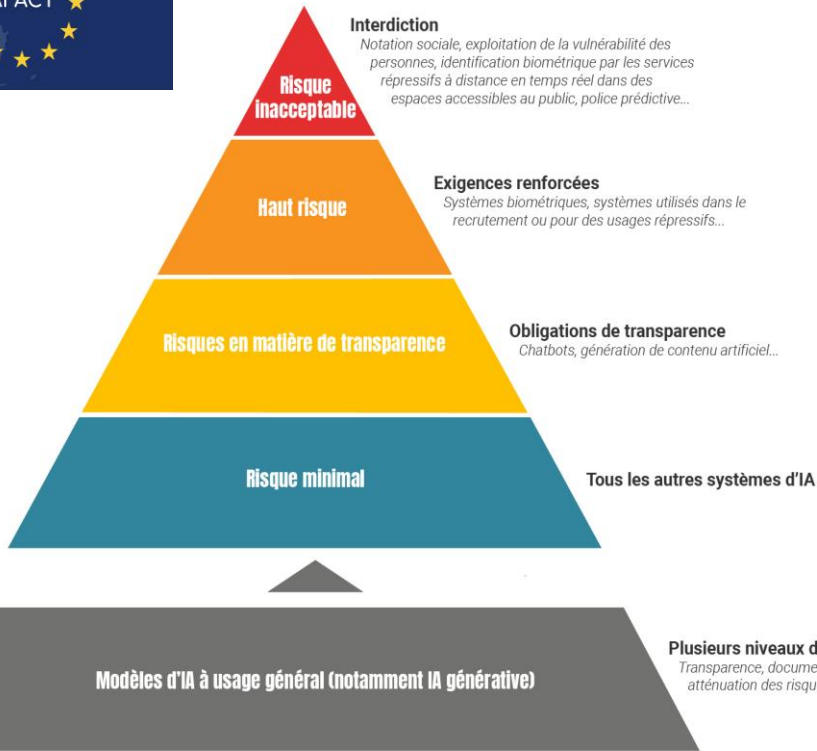 Interdiction
Notation sociale, exploitation de la vulnérabilité des
personnes, identification biométrique par les services
répressifs à distance en temps réel dans des
espaces accessibles au public, police prédictive...
Risque
inacceptable
Exigences renforcées
Systèmes biométriques, systèmes utilisés dans le
recrutement ou pour des usages répressifs...
Haut risque
Obligations de transparence
Chatbots, génération de contenu artificiel...
Risques en matière de transparence
Risque minimal
Tous les autres systèmes d'IA
Plusieurs niveaux d
Transparence, docume
atténuation des risqu
Modèles d'IA à usage général (notamment IA générative)